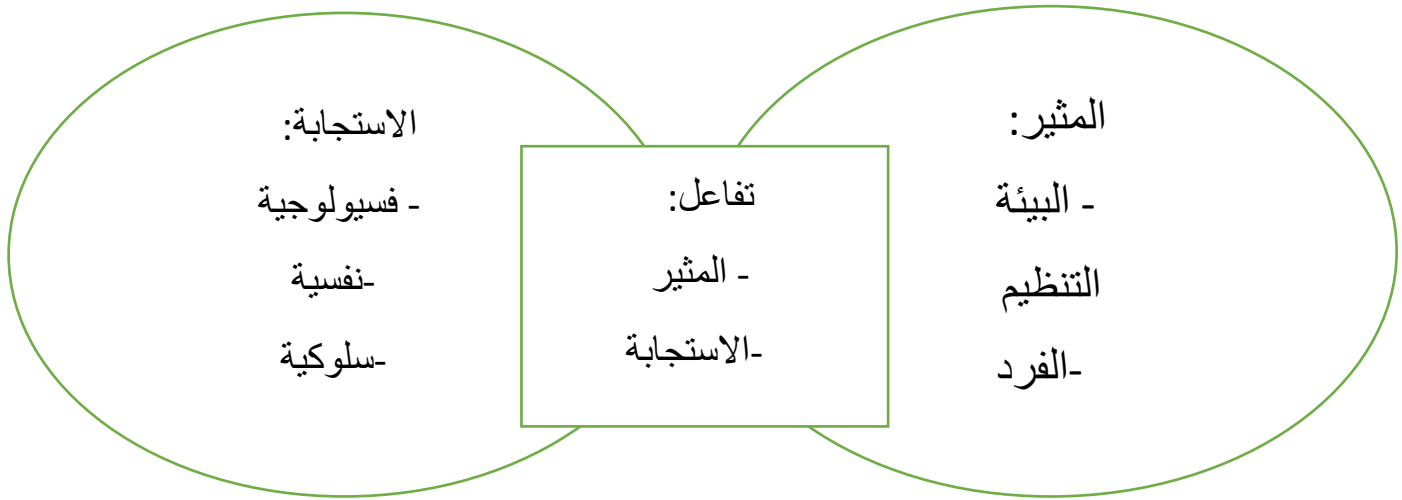 المثير:
- البيئة
التنظيم
-الفرد
تفاعل:
- المثير
-الاستجابة
الاستجابة:
- فسيولوجية
-نفسية
-سلوكية